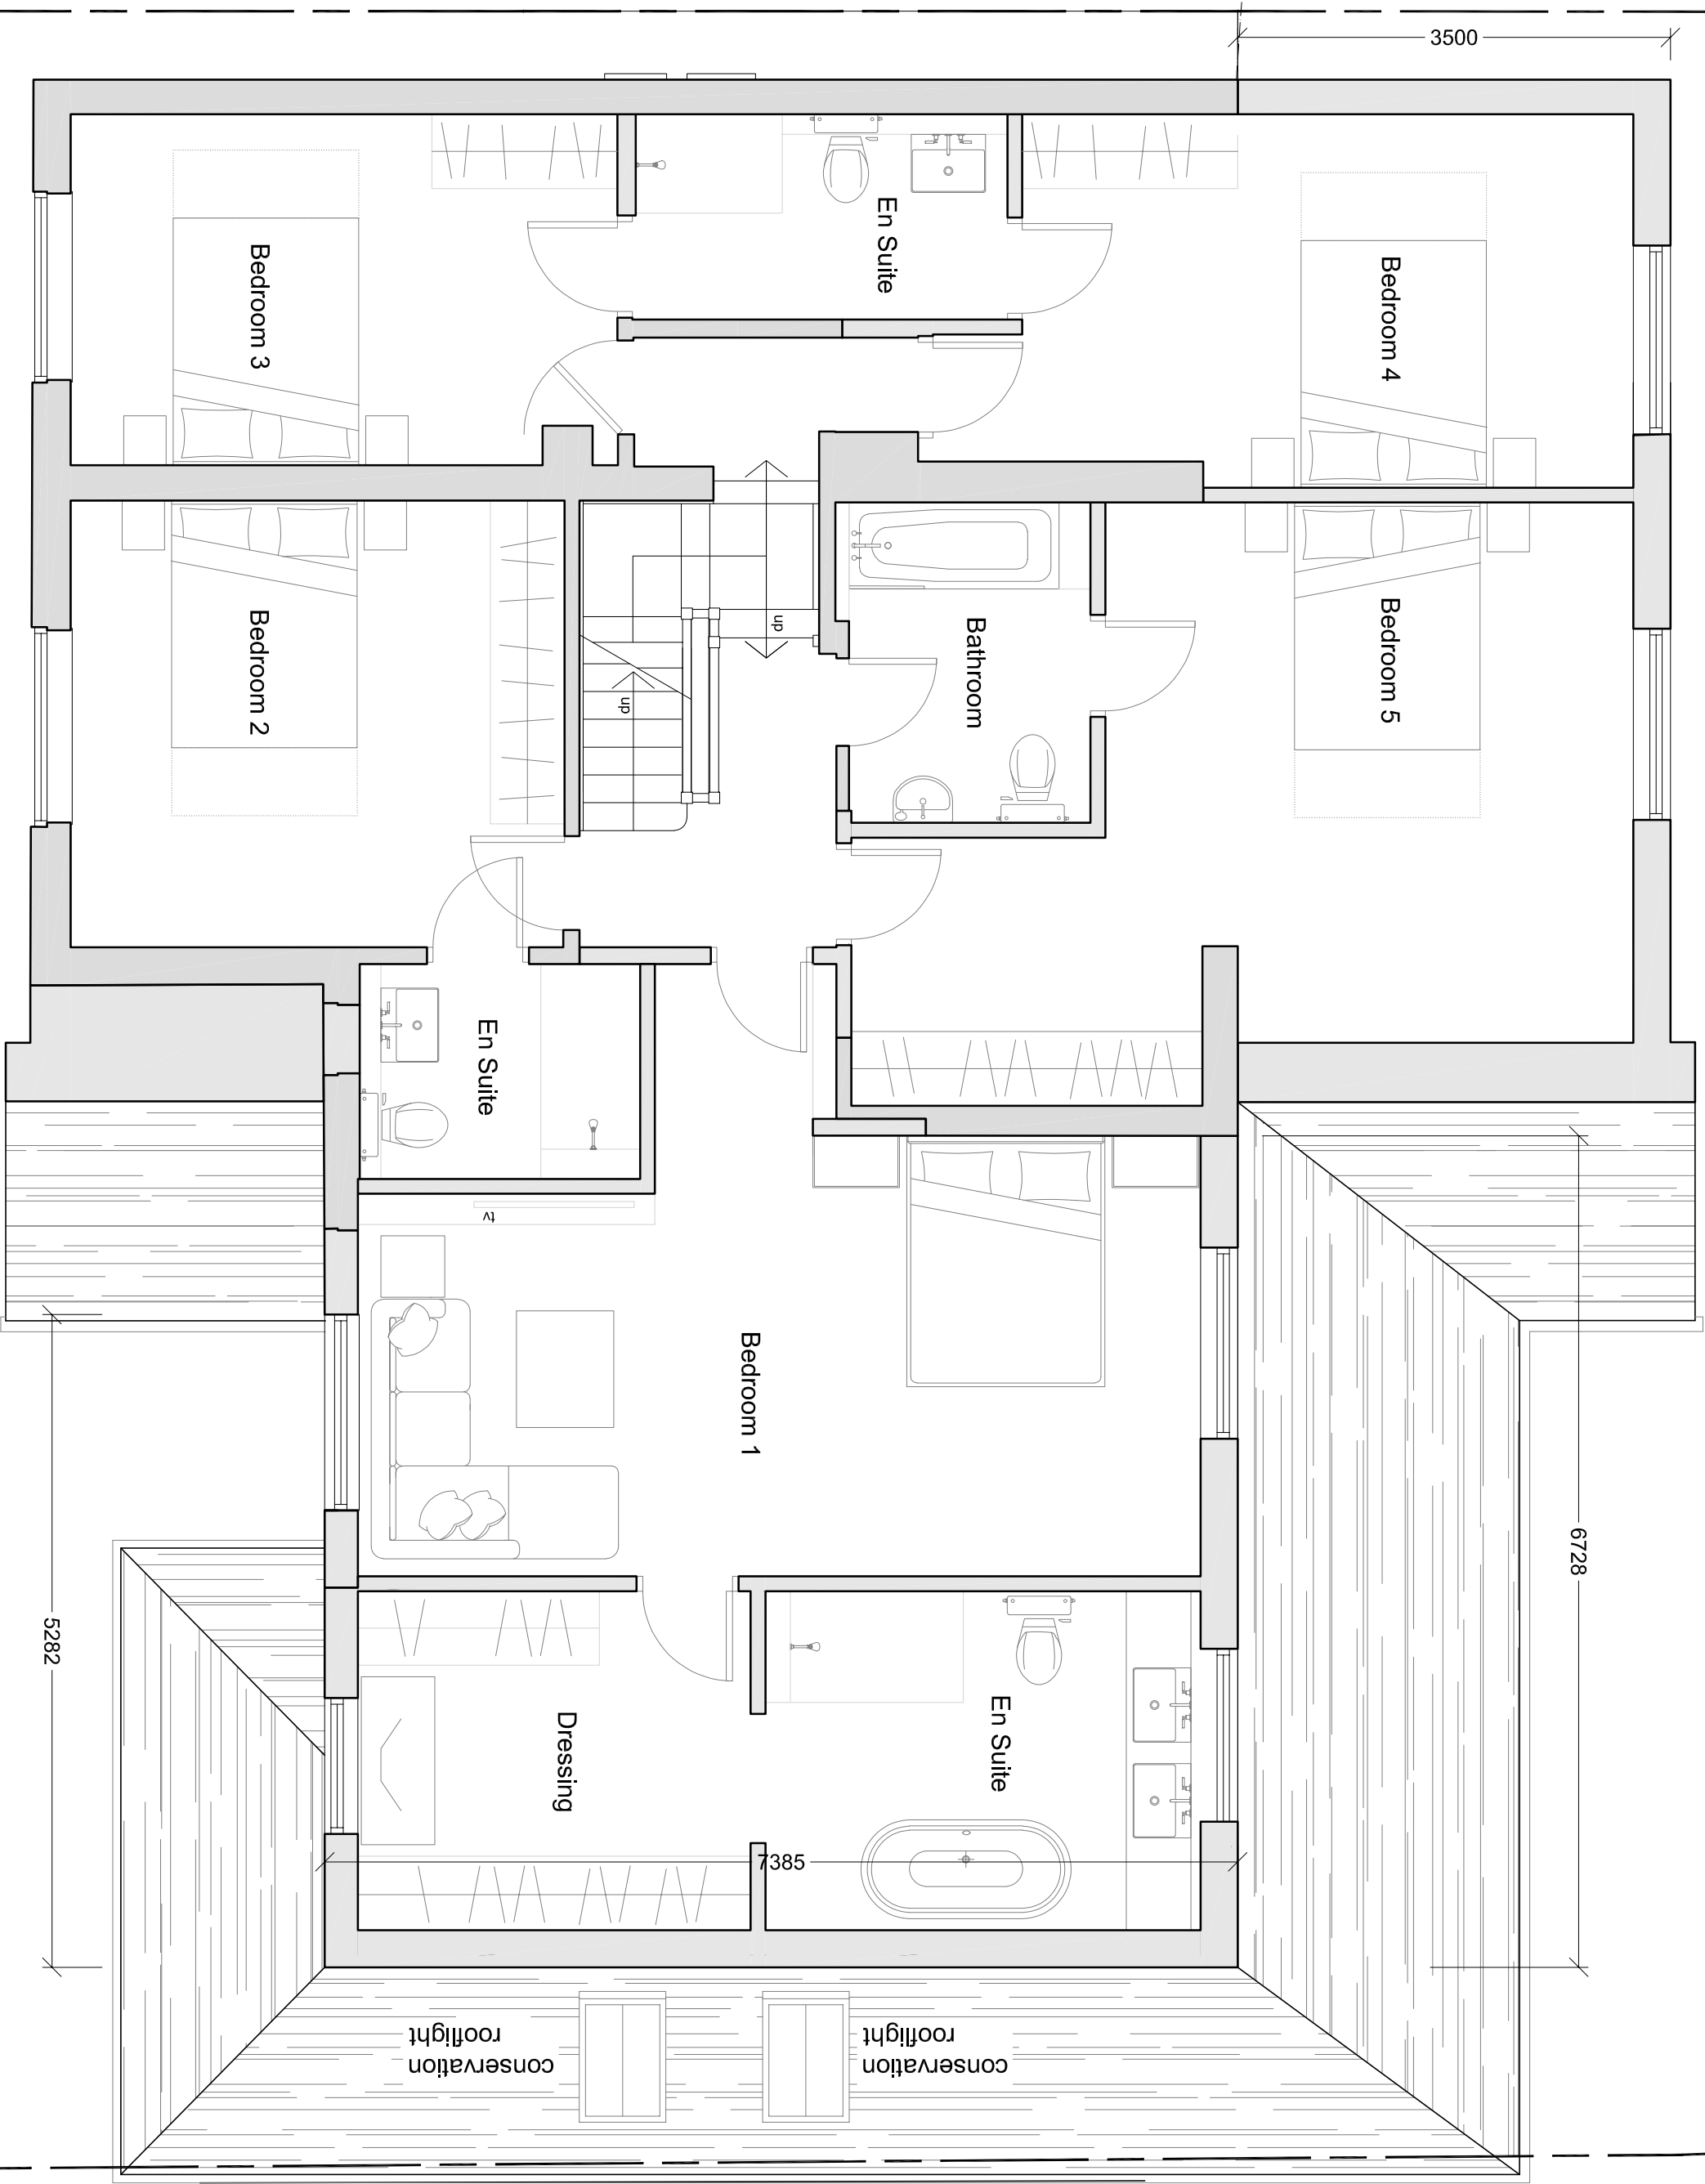 3500
En Suite
Bedroom 3
Bedroom 4
Bedroom 2
up
up
Bathroom
Bedroom 5
En Suite
tv
Bedroom 1
6728
5282
Dressing
En Suite
7385
conservation
rooflight
conservation
rooflight